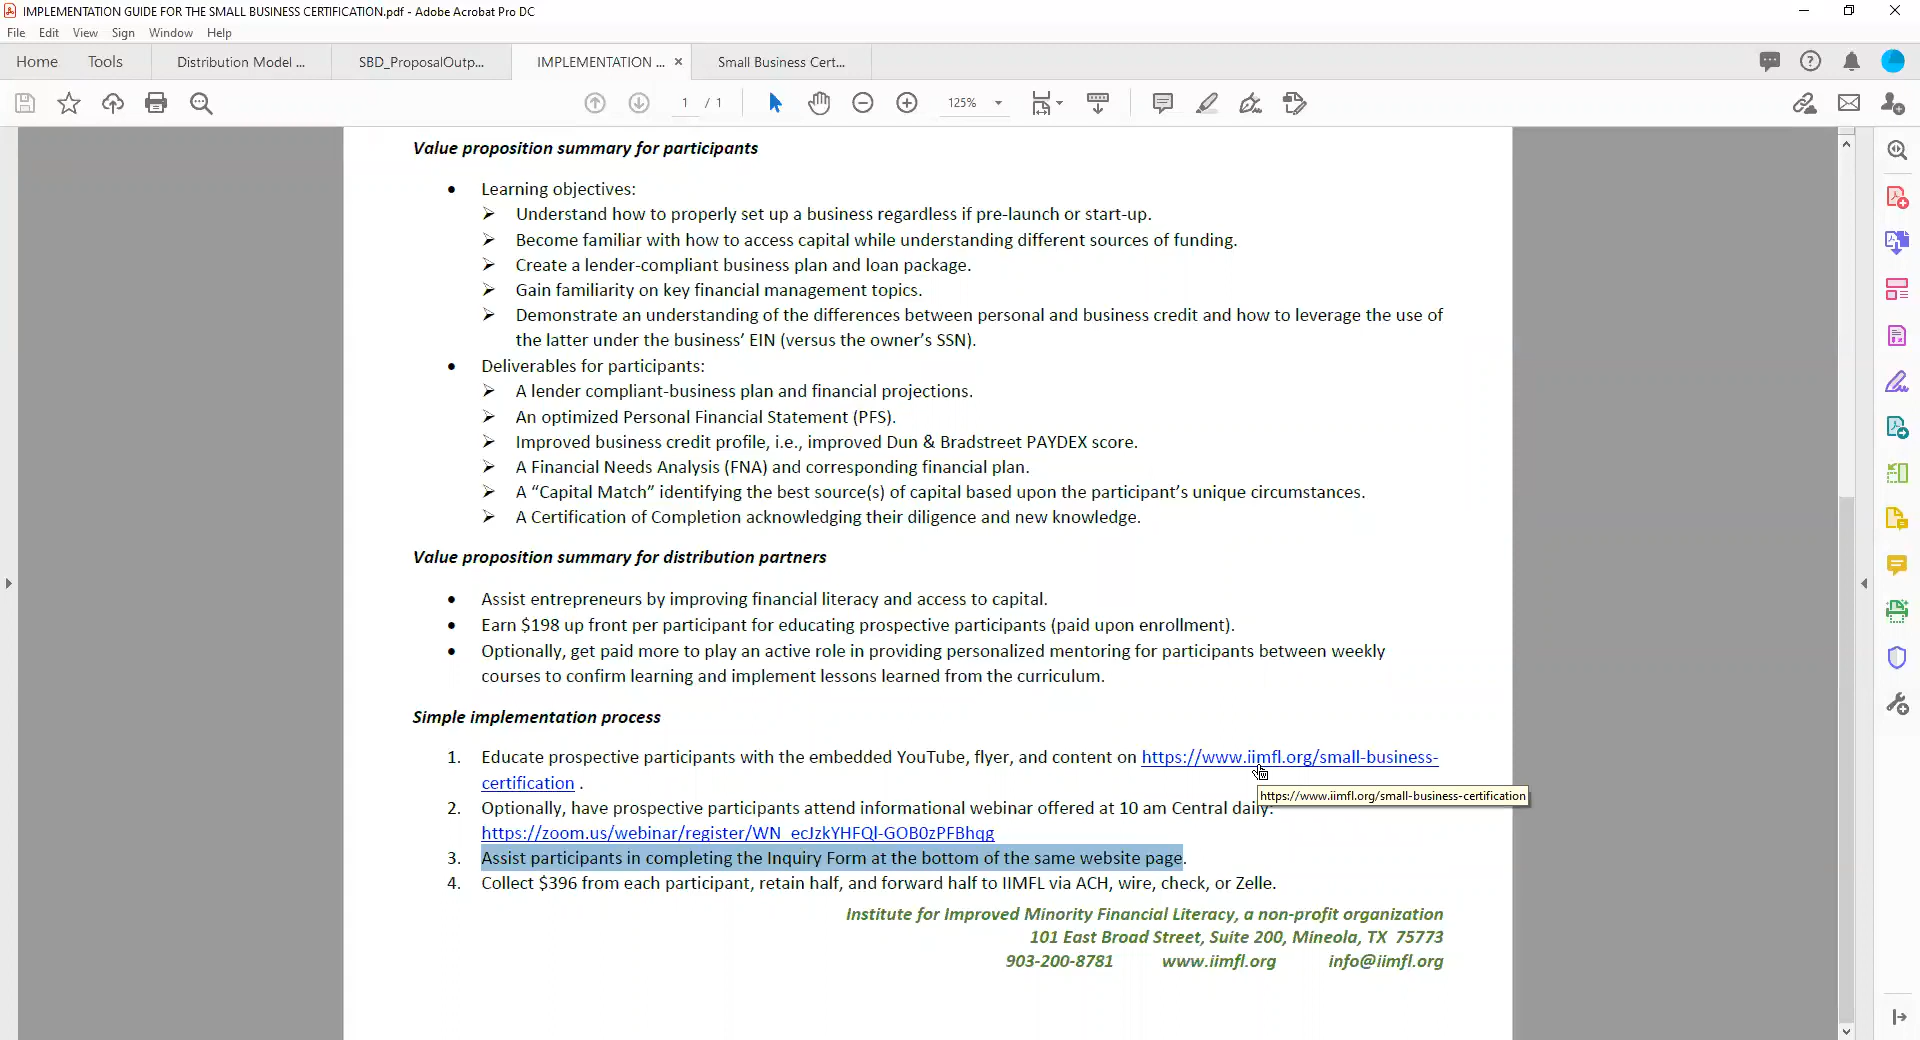 IMPLEMENTATION GUIDE FOR THE SMALL BUSINESS CERTIFICATION.pdf - Adobe Acrobat Pro DC
File Edit View Sign Window Help
Home Tools Distribution Model ... SBD_ProposalOutp... IMPLEMENTATION ... × Small Business Cert...
1 / 1 125%
Value proposition summary for participants
• Learning objectives:
➢ Understand how to properly set up a business regardless if pre-launch or start-up.
➢ Become familiar with how to access capital while understanding different sources of funding.
➢ Create a lender-compliant business plan and loan package.
➢ Gain familiarity on key financial management topics.
➢ Demonstrate an understanding of the differences between personal and business credit and how to leverage the use of
the latter under the business’ EIN (versus the owner’s SSN).
• Deliverables for participants:
➢ A lender compliant-business plan and financial projections.
➢ An optimized Personal Financial Statement (PFS).
➢ Improved business credit profile, i.e., improved Dun & Bradstreet PAYDEX score.
➢ A Financial Needs Analysis (FNA) and corresponding financial plan.
➢ A “Capital Match” identifying the best source(s) of capital based upon the participant’s unique circumstances.
➢ A Certification of Completion acknowledging their diligence and new knowledge.
Value proposition summary for distribution partners
• Assist entrepreneurs by improving financial literacy and access to capital.
• Earn $198 up front per participant for educating prospective participants (paid upon enrollment).
• Optionally, get paid more to play an active role in providing personalized mentoring for participants between weekly
courses to confirm learning and implement lessons learned from the curriculum.
Simple implementation process
1. Educate prospective participants with the embedded YouTube, flyer, and content on https://www.iimfl.org/small-business-
certification .
https://www.iimfl.org/small-business-certification
2. Optionally, have prospective participants attend informational webinar offered at 10 am Central daily:
https://zoom.us/webinar/register/WN_ecJzkYHFQl-GOB0zPFBhqg
3. Assist participants in completing the Inquiry Form at the bottom of the same website page.
4. Collect $396 from each participant, retain half, and forward half to IIMFL via ACH, wire, check, or Zelle.
Institute for Improved Minority Financial Literacy, a non-profit organization
101 East Broad Street, Suite 200, Mineola, TX 75773
903-200-8781 www.iimfl.org info@iimfl.org